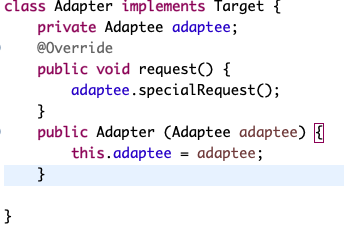 class Adapter implements Target {
    private Adaptee adaptee;
    @Override
    public void request() {
        adaptee.specialRequest();
    }
    public Adapter (Adaptee adaptee) {
        this.adaptee = adaptee;
    }
}